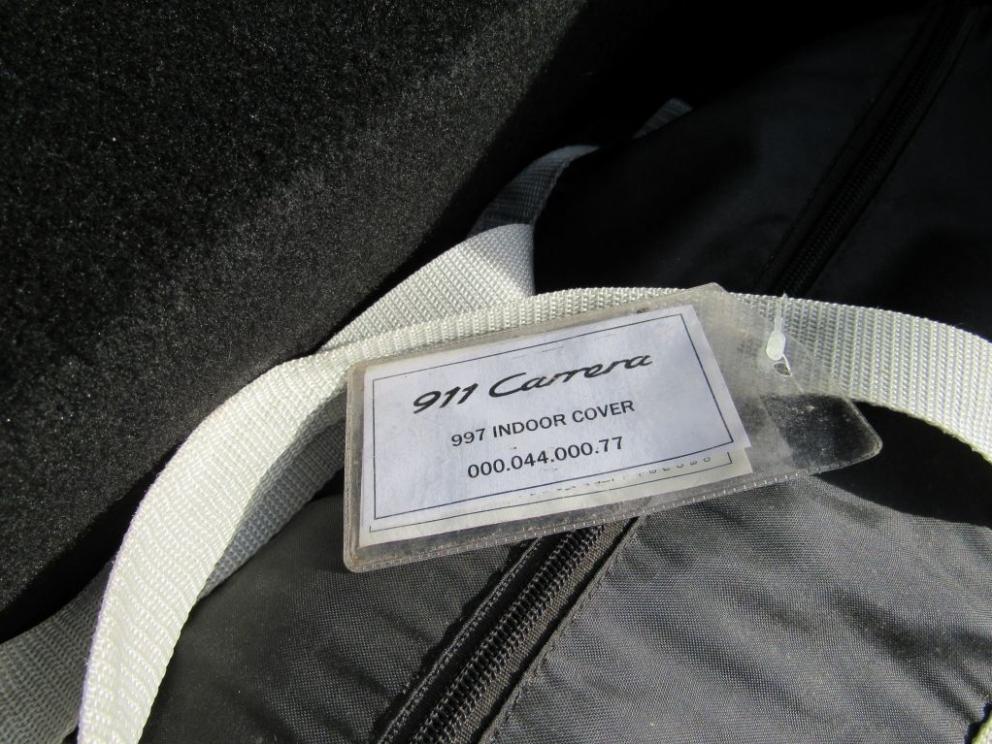 911 Carrera
997 INDOOR COVER
000.044.000.77